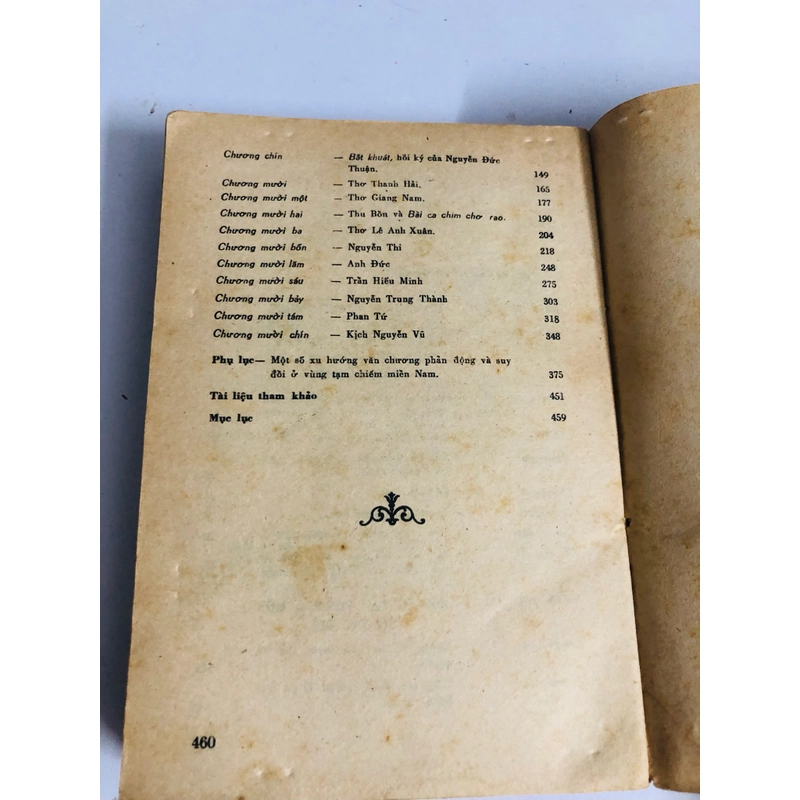 Chương chín — Bất khuất, hồi ký của Nguyễn Đức
Thuận. 149
Chương mười — Thơ Thanh Hải. 165
Chương mười một — Thơ Giang Nam. 177
Chương mười hai — Thu Bồn và Bài ca chim chơ rao. 190
Chương mười ba — Thơ Lê Anh Xuân. 204
Chương mười bốn — Nguyễn Thi 218
Chương mười lăm — Anh Đức 248
Chương mười sáu — Trần Hiếu Minh 275
Chương mười bảy — Nguyễn Trung Thành 303
Chương mười tám — Phan Tứ 318
Chương mười chín — Kịch Nguyễn Vũ 348
Phụ lục — Một số xu hướng văn chương phản động và suy
đồi ở vùng tạm chiếm miền Nam. 375
Tài liệu tham khảo 451
Mục lục 459
460